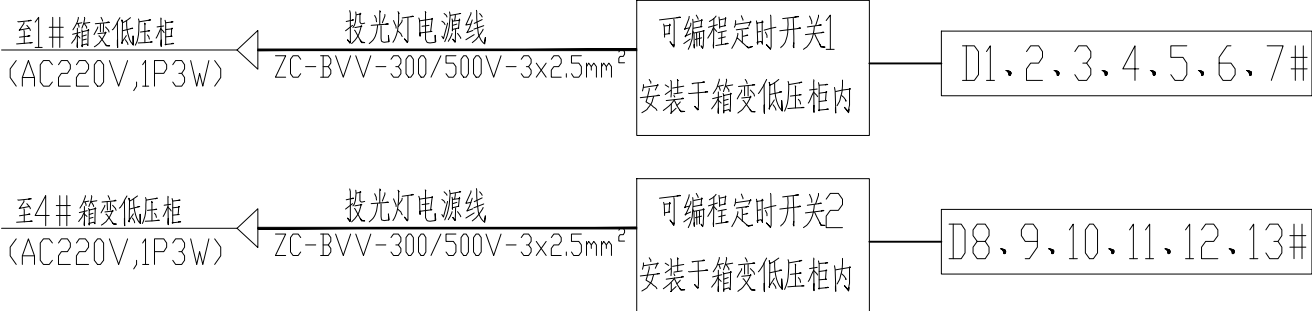 至1#箱变低压柜
(AC220V,1P3W)
投光灯电源线
ZC-BVV-300/500V-3x2.5mm²
可编程定时开关1
安装于箱变低压柜内
D1、2、3、4、5、6、7#
至4#箱变低压柜
(AC220V,1P3W)
投光灯电源线
ZC-BVV-300/500V-3x2.5mm²
可编程定时开关2
安装于箱变低压柜内
D8、9、10、11、12、13#